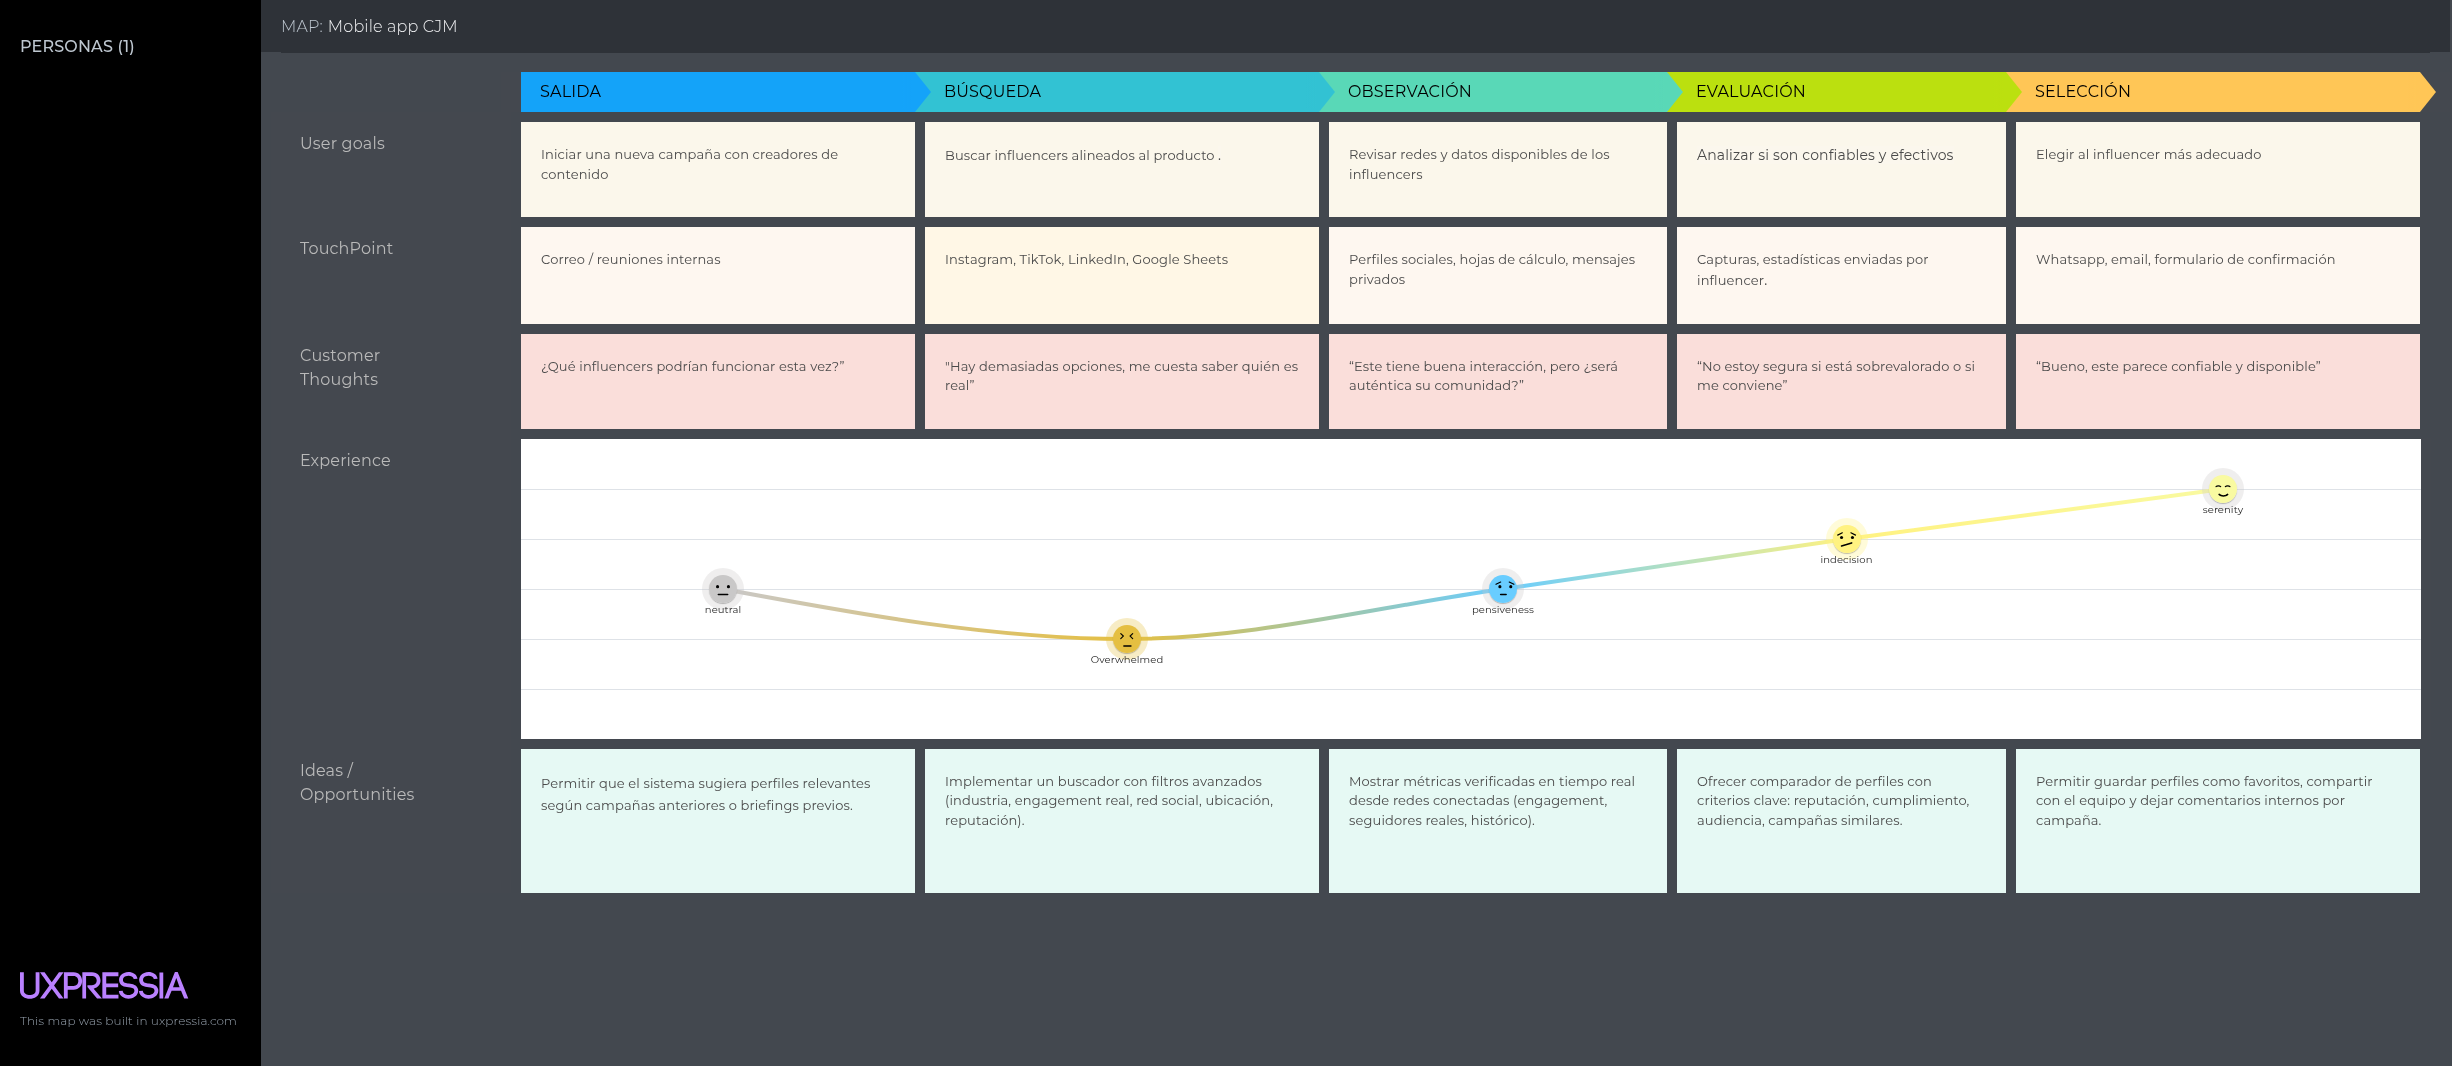 PERSONAS (1)
MAP: Mobile app CJM
SALIDA
BÚSQUEDA
OBSERVACIÓN
EVALUACIÓN
SELECCIÓN
User goals
Iniciar una nueva campaña con creadores de
contenido
Buscar influencers alineados al producto .
Revisar redes y datos disponibles de los
influencers
Analizar si son confiables y efectivos
Elegir al influencer más adecuado
TouchPoint
Correo / reuniones internas
Instagram, TikTok, LinkedIn, Google Sheets
Perfiles sociales, hojas de cálculo, mensajes
privados
Capturas, estadísticas enviadas por
influencer.
Whatsapp, email, formulario de confirmación
Customer
Thoughts
¿Qué influencers podrían funcionar esta vez?”
"Hay demasiadas opciones, me cuesta saber quién es
real”
“Este tiene buena interacción, pero ¿será
auténtica su comunidad?”
“No estoy segura si está sobrevalorado o si
me conviene”
“Bueno, este parece confiable y disponible”
Experience
neutral
Overwhelmed
pensiveness
indecision
serenity
Ideas /
Opportunities
Permitir que el sistema sugiera perfiles relevantes
según campañas anteriores o briefings previos.
Implementar un buscador con filtros avanzados
(industria, engagement real, red social, ubicación,
reputación).
Mostrar métricas verificadas en tiempo real
desde redes conectadas (engagement,
seguidores reales, histórico).
Ofrecer comparador de perfiles con
criterios clave: reputación, cumplimiento,
audiencia, campañas similares.
Permitir guardar perfiles como favoritos, compartir
con el equipo y dejar comentarios internos por
campaña.
UXPRESSIA
This map was built in uxpressia.com